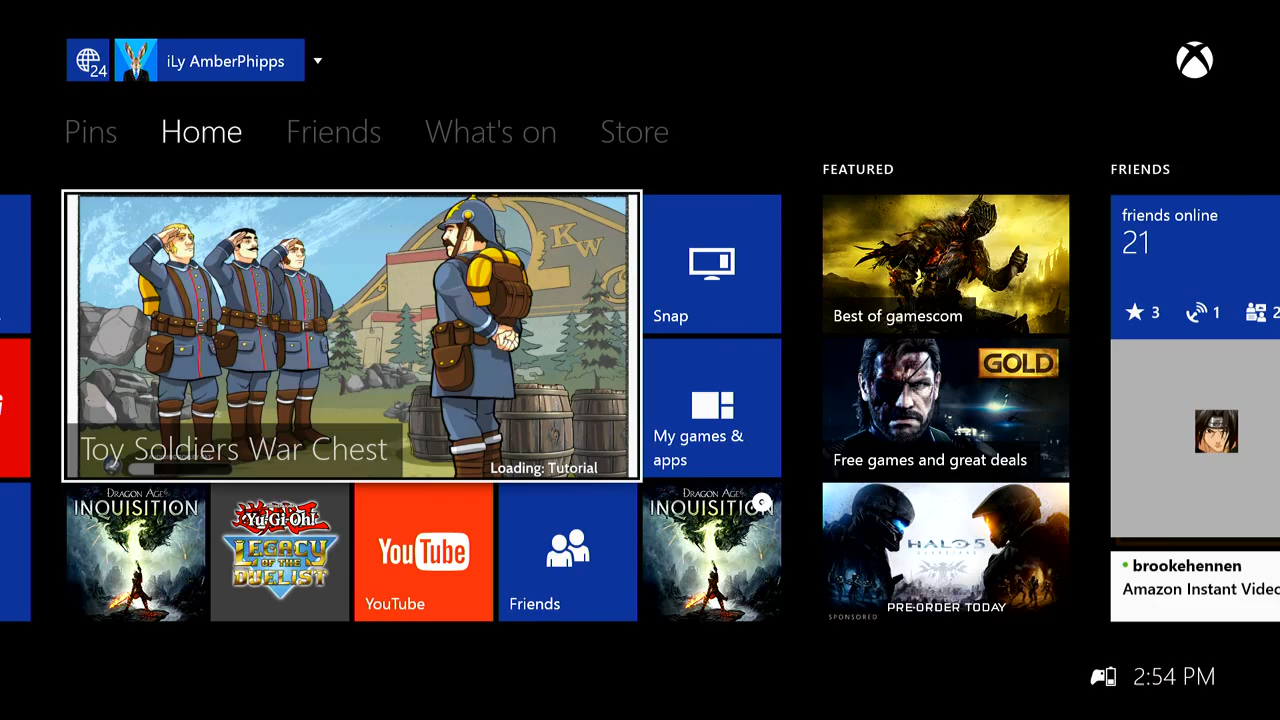 24
iLy AmberPhipps
Pins
Home
Friends
What's on
Store
KW
Toy Soldiers War Chest
Loading: Tutorial
Snap
My games &
apps
DRAGON AGE
INQUISITION
Yu-Gi-Oh!
LEGACY
OF THE
DUELIST
YouTube
YouTube
Friends
DRAGON AGE
INQUISITION
FEATURED
Best of gamescom
GOLD
Free games and great deals
HALO 5
GUARDIANS
PRE-ORDER TODAY
SPONSORED
FRIENDS
friends online
21
3
1
2
brookehennen
Amazon Instant Video
2:54 PM